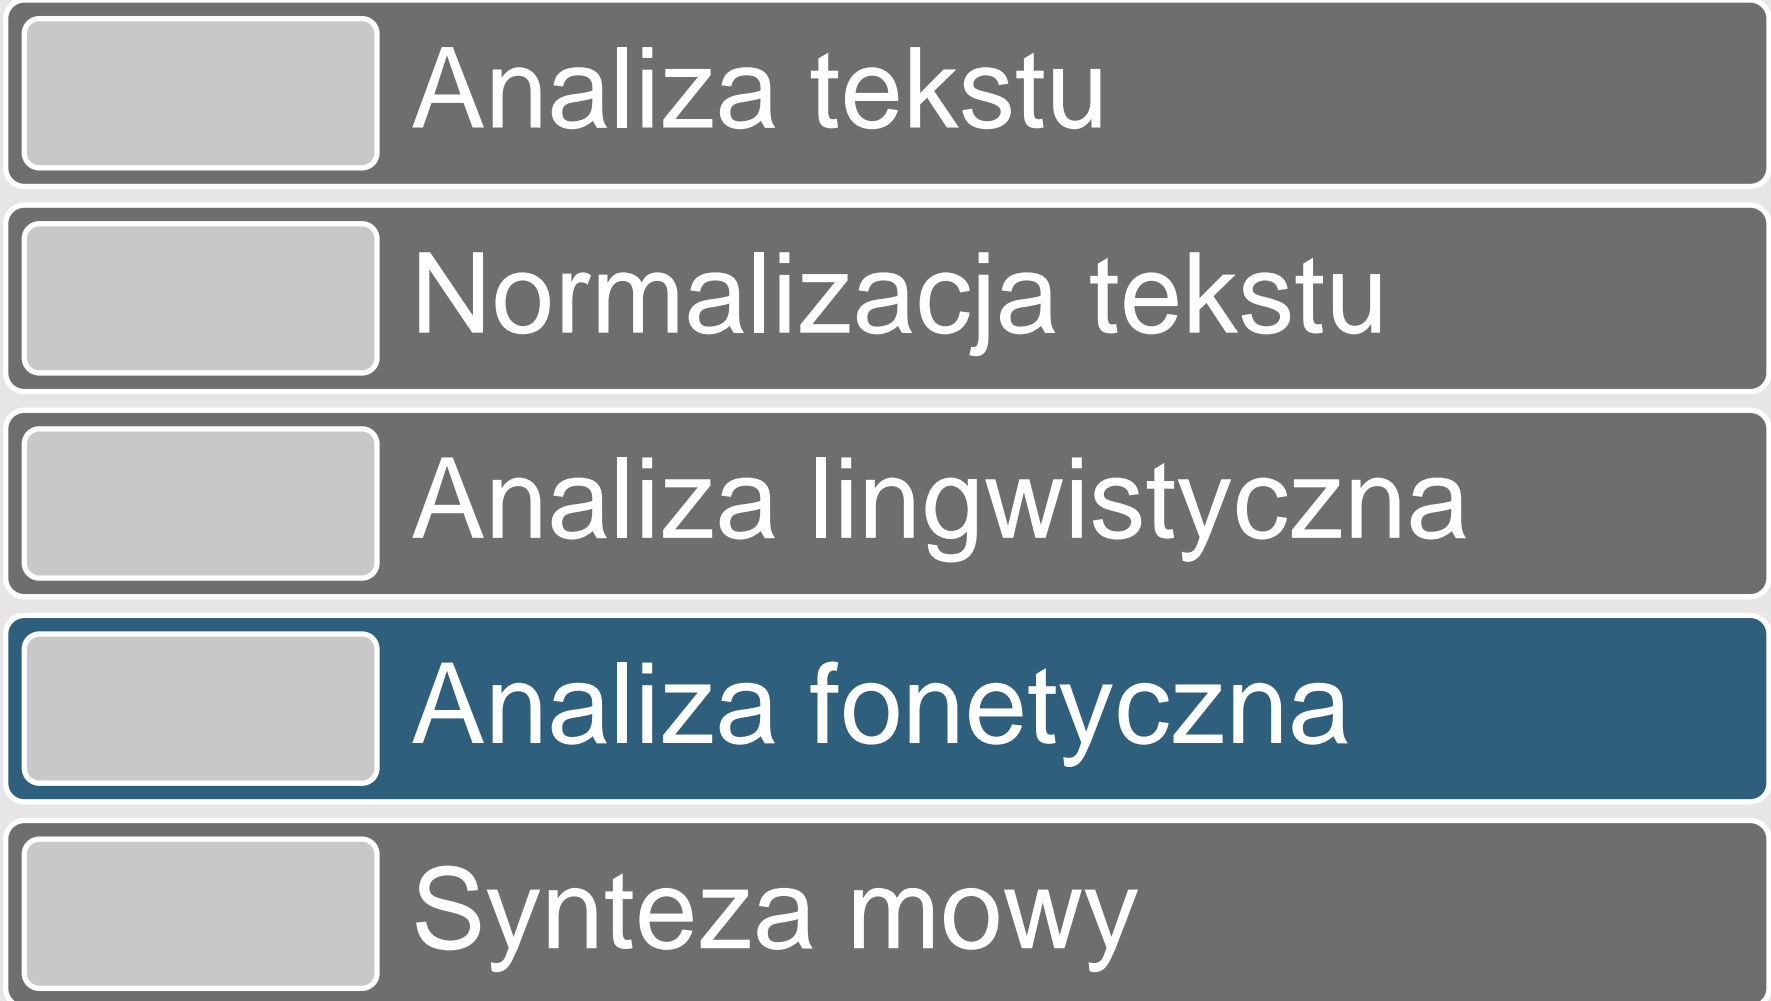 Analiza tekstu
Normalizacja tekstu
Analiza lingwistyczna
Analiza fonetyczna
Synteza mowy